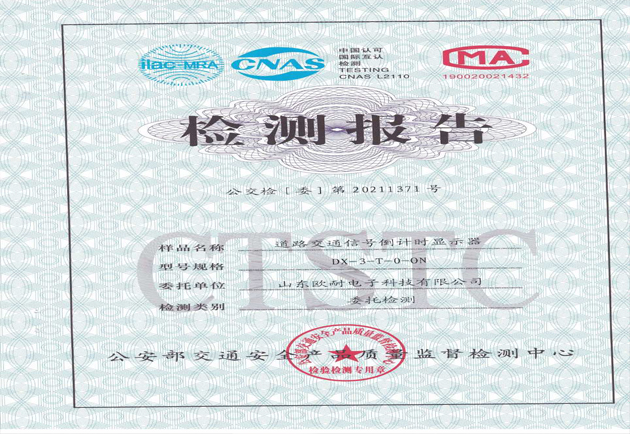 ilac-MRA
CNAS
中国认可
国际互认
检测
TESTING
CNAS L2110
CMA
190020021432
检测报告
公交检［委］第 20211371 号
CTSTC
样品名称 道路交通信号倒计时显示器
型号规格 DX-3-T-0-ON
委托单位 山东欧耐电子科技有限公司
检测类别 委托检测
公安部交通安全产品质量监督检测中心
检验检测专用章